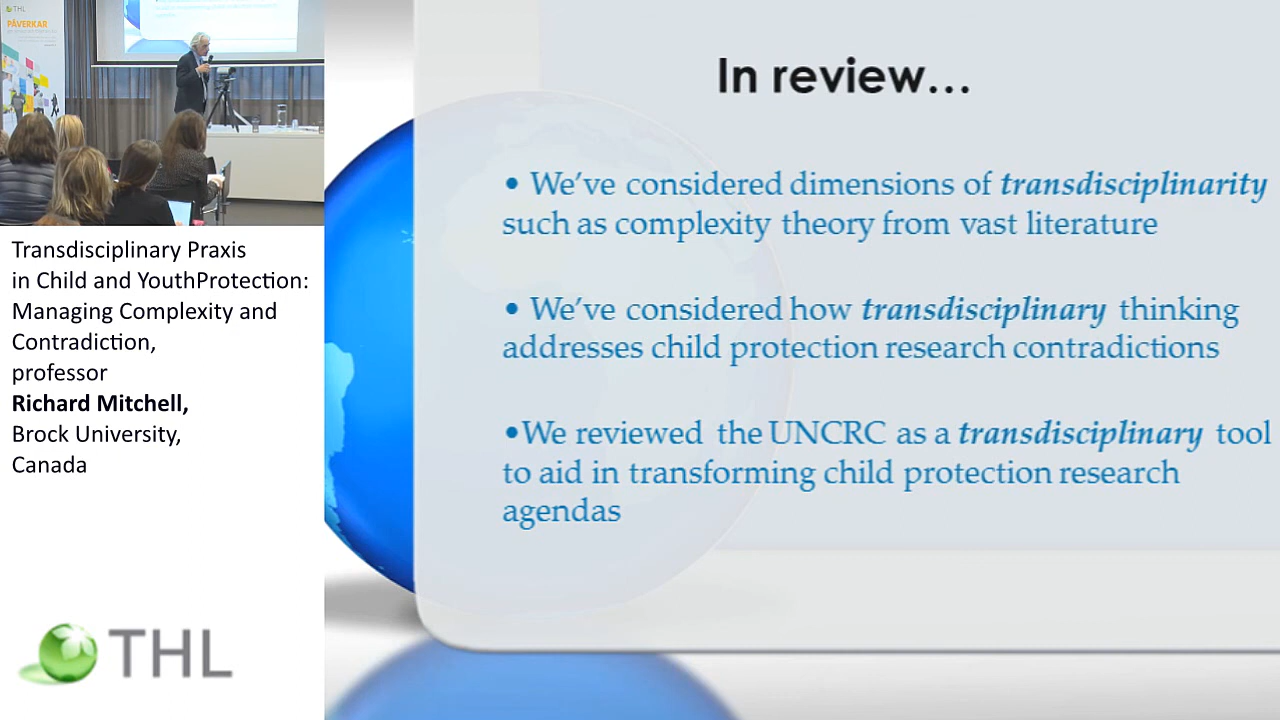 THL
PÅVERKAR
Transdisciplinary Praxis
in Child and YouthProtection:
Managing Complexity and
Contradiction,
professor
Richard Mitchell,
Brock University,
Canada
THL
In review...
• We've considered dimensions of transdisciplinarity
such as complexity theory from vast literature
• We've considered how transdisciplinary thinking
addresses child protection research contradictions
•We reviewed the UNCRC as a transdisciplinary tool
to aid in transforming child protection research
agendas